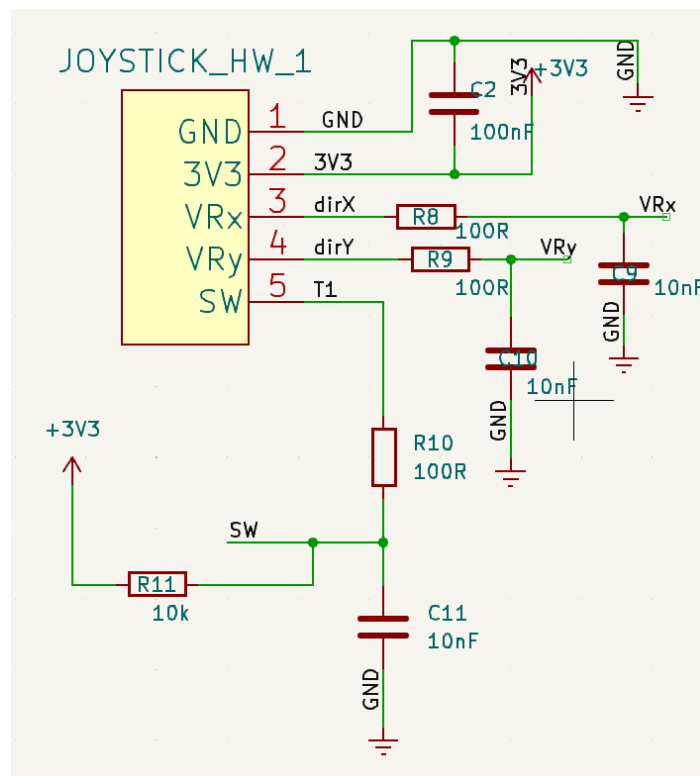 JOYSTICK_HW_1
GND 1 GND
3V3 2 3V3
VRx 3 dirX
VRy 4 dirY
SW 5 T1
C2
100nF
3V3
+3V3
GND
R8
100R
VRx
C9
10nF
GND
R9
100R
VRy
C10
10nF
GND
R10
100R
+3V3
SW
R11
10k
C11
10nF
GND